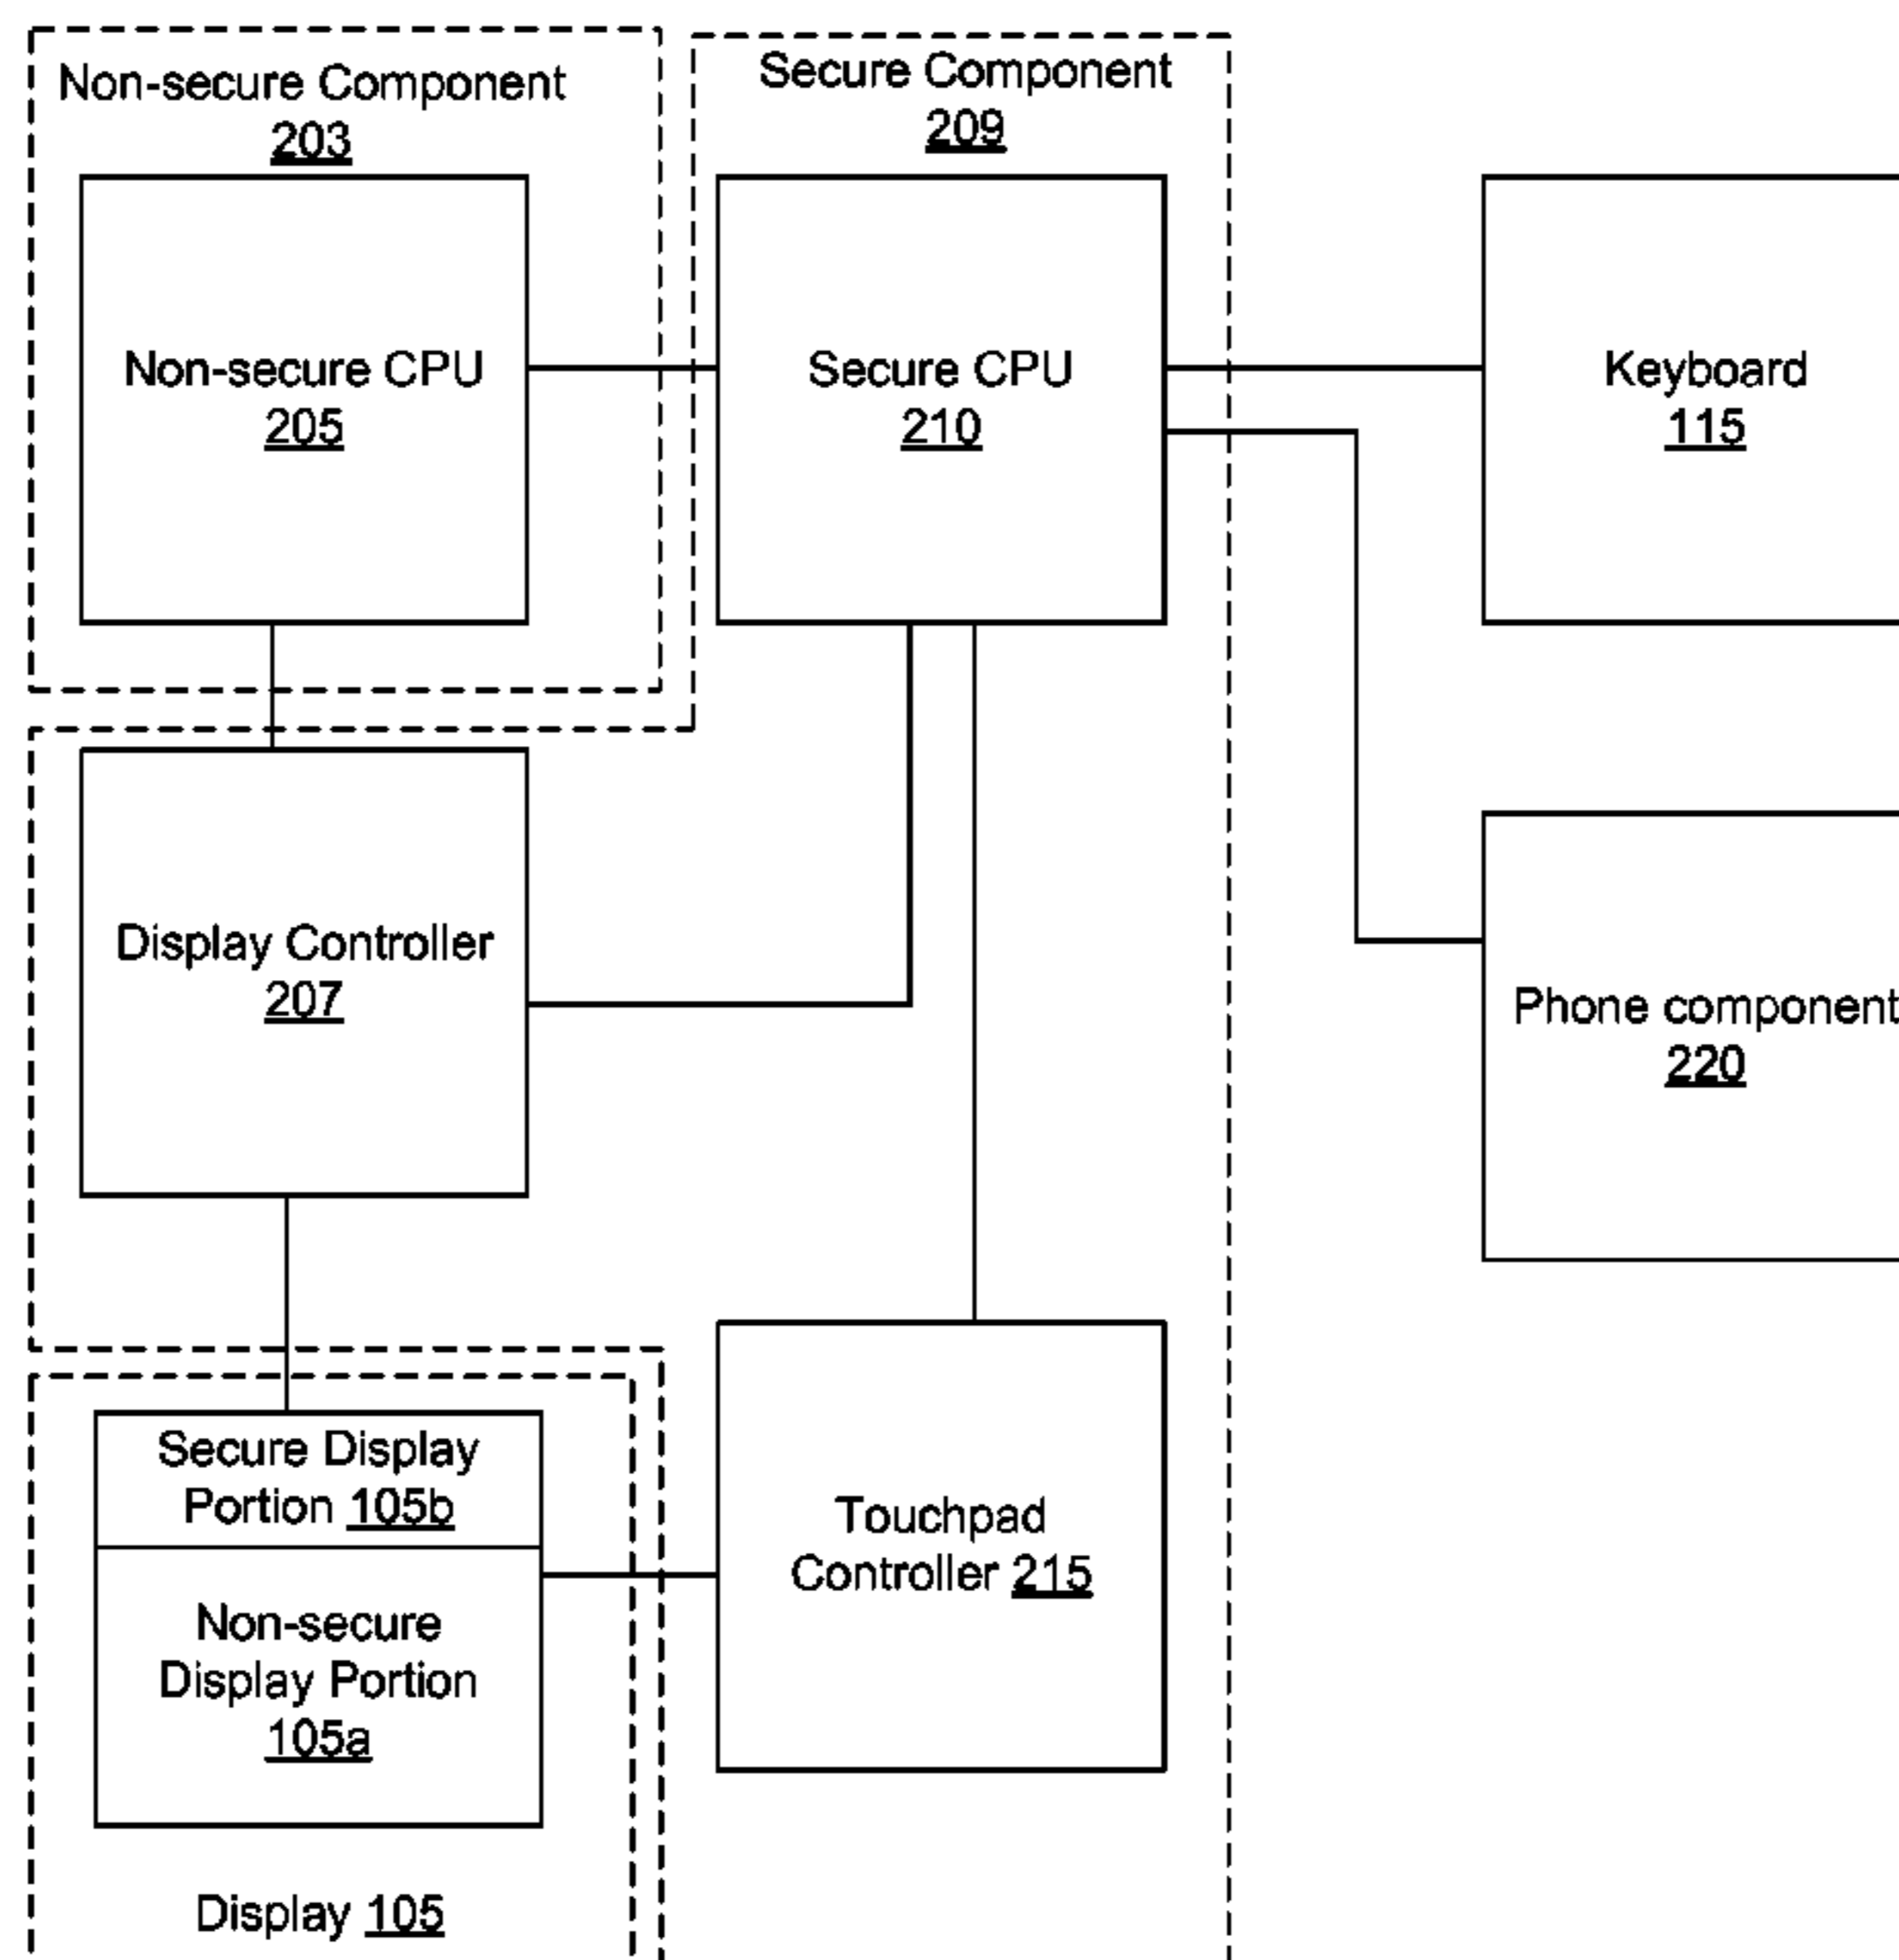 Non-secure Component
203
Secure Component
209
Non-secure CPU
205
Secure CPU
210
Keyboard
115
Display Controller
207
Phone component
220
Secure Display
Portion 105b
Non-secure
Display Portion
105a
Touchpad
Controller 215
Display 105